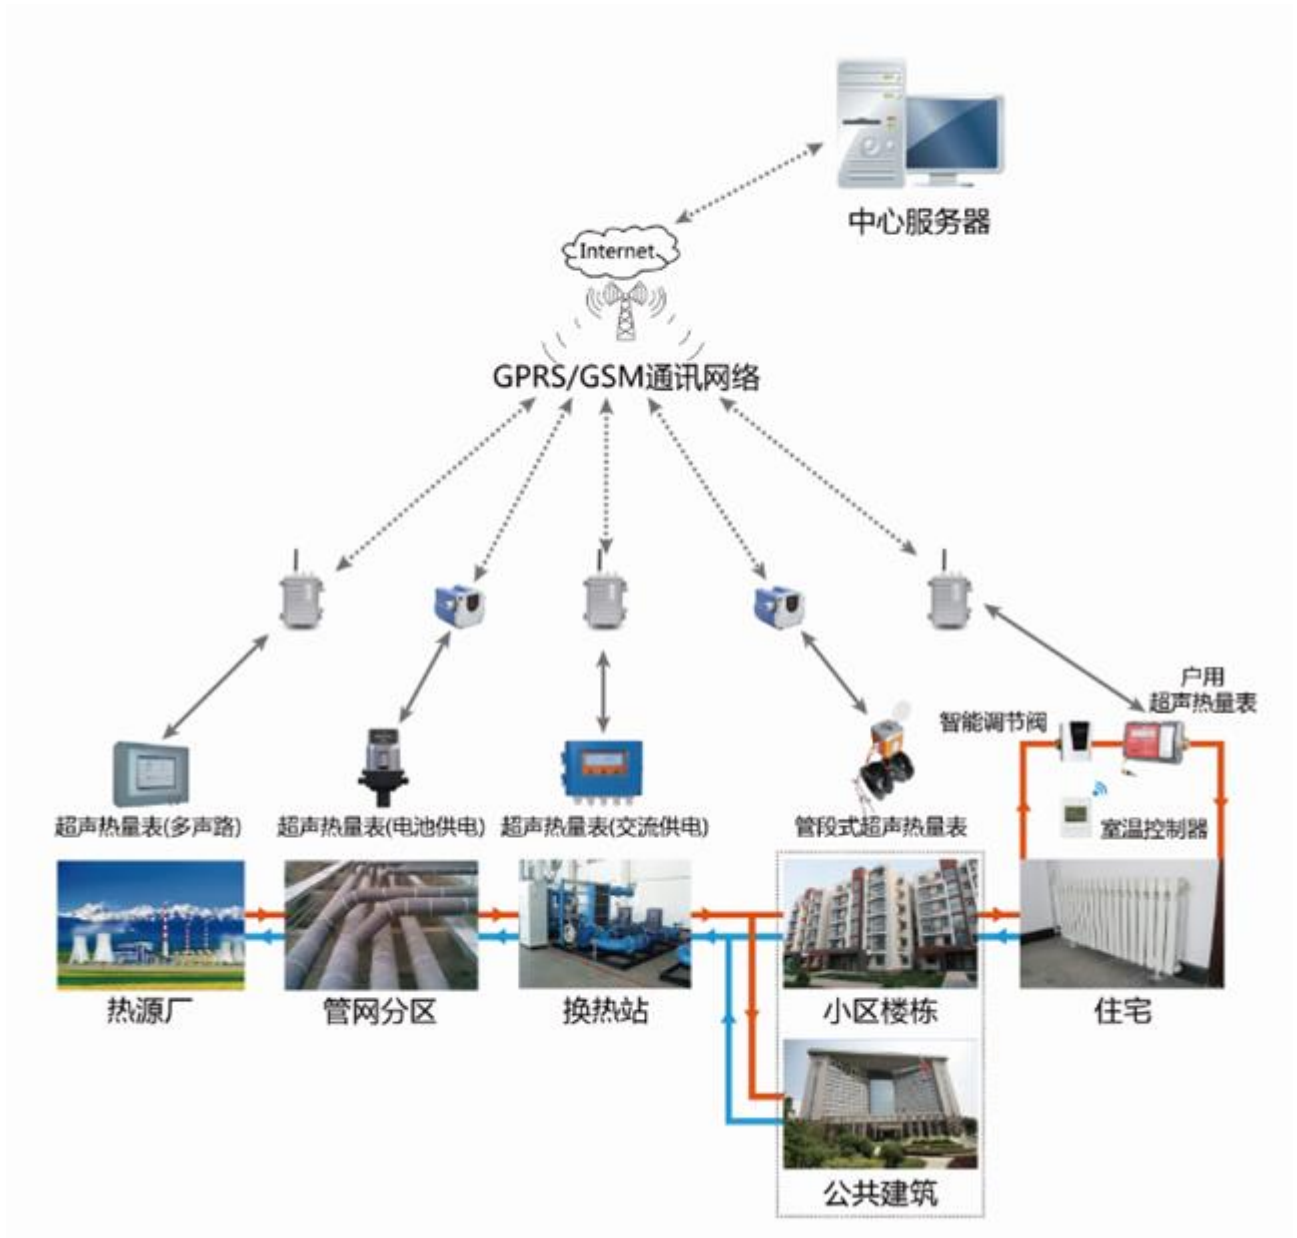 中心服务器
Internet
GPRS/GSM通讯网络
户用
超声热量表
智能调节阀
室温控制器
超声热量表(多声路)
超声热量表(电池供电)
超声热量表(交流供电)
管段式超声热量表
热源厂
管网分区
换热站
小区楼栋
住宅
公共建筑